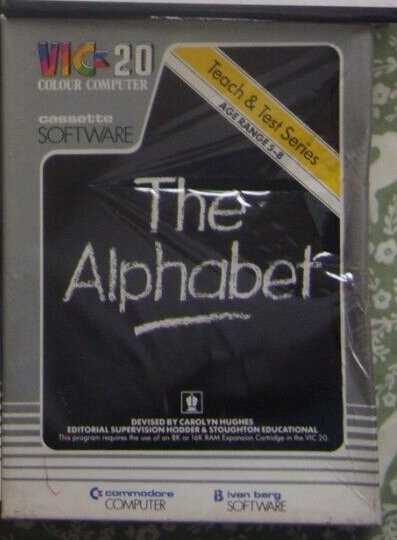 VIC-20
COLOUR COMPUTER
cassette
SOFTWARE
Teach & Test Series
AGE RANGE 5-8
The
Alphabet
DEVISED BY CAROLYN HUGHES
EDITORIAL SUPERVISION HODDER & STOUGHTON EDUCATIONAL
This program requires the use of an 8K or 16K RAM Expansion Cartridge in the VIC 20.
commodore
COMPUTER
ivan berg
SOFTWARE